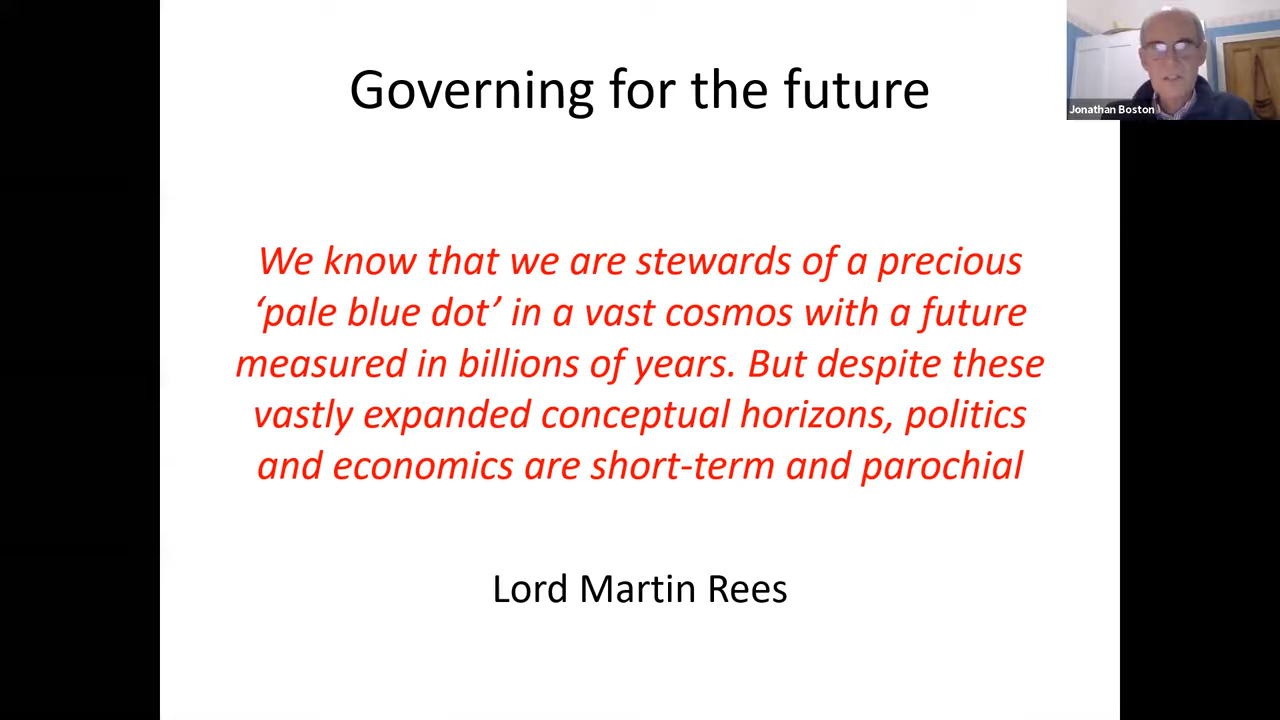 Governing for the future
Jonathan Boston
We know that we are stewards of a precious
‘pale blue dot’ in a vast cosmos with a future
measured in billions of years. But despite these
vastly expanded conceptual horizons, politics
and economics are short-term and parochial
Lord Martin Rees